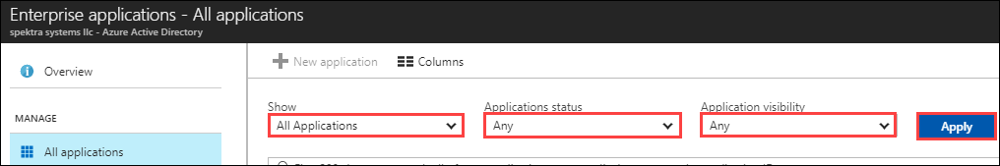 Enterprise applications - All applications
spektra systems llc - Azure Active Directory
Overview
MANAGE
All applications
New application Columns
Show Applications status Application visibility
All Applications Any Any Apply